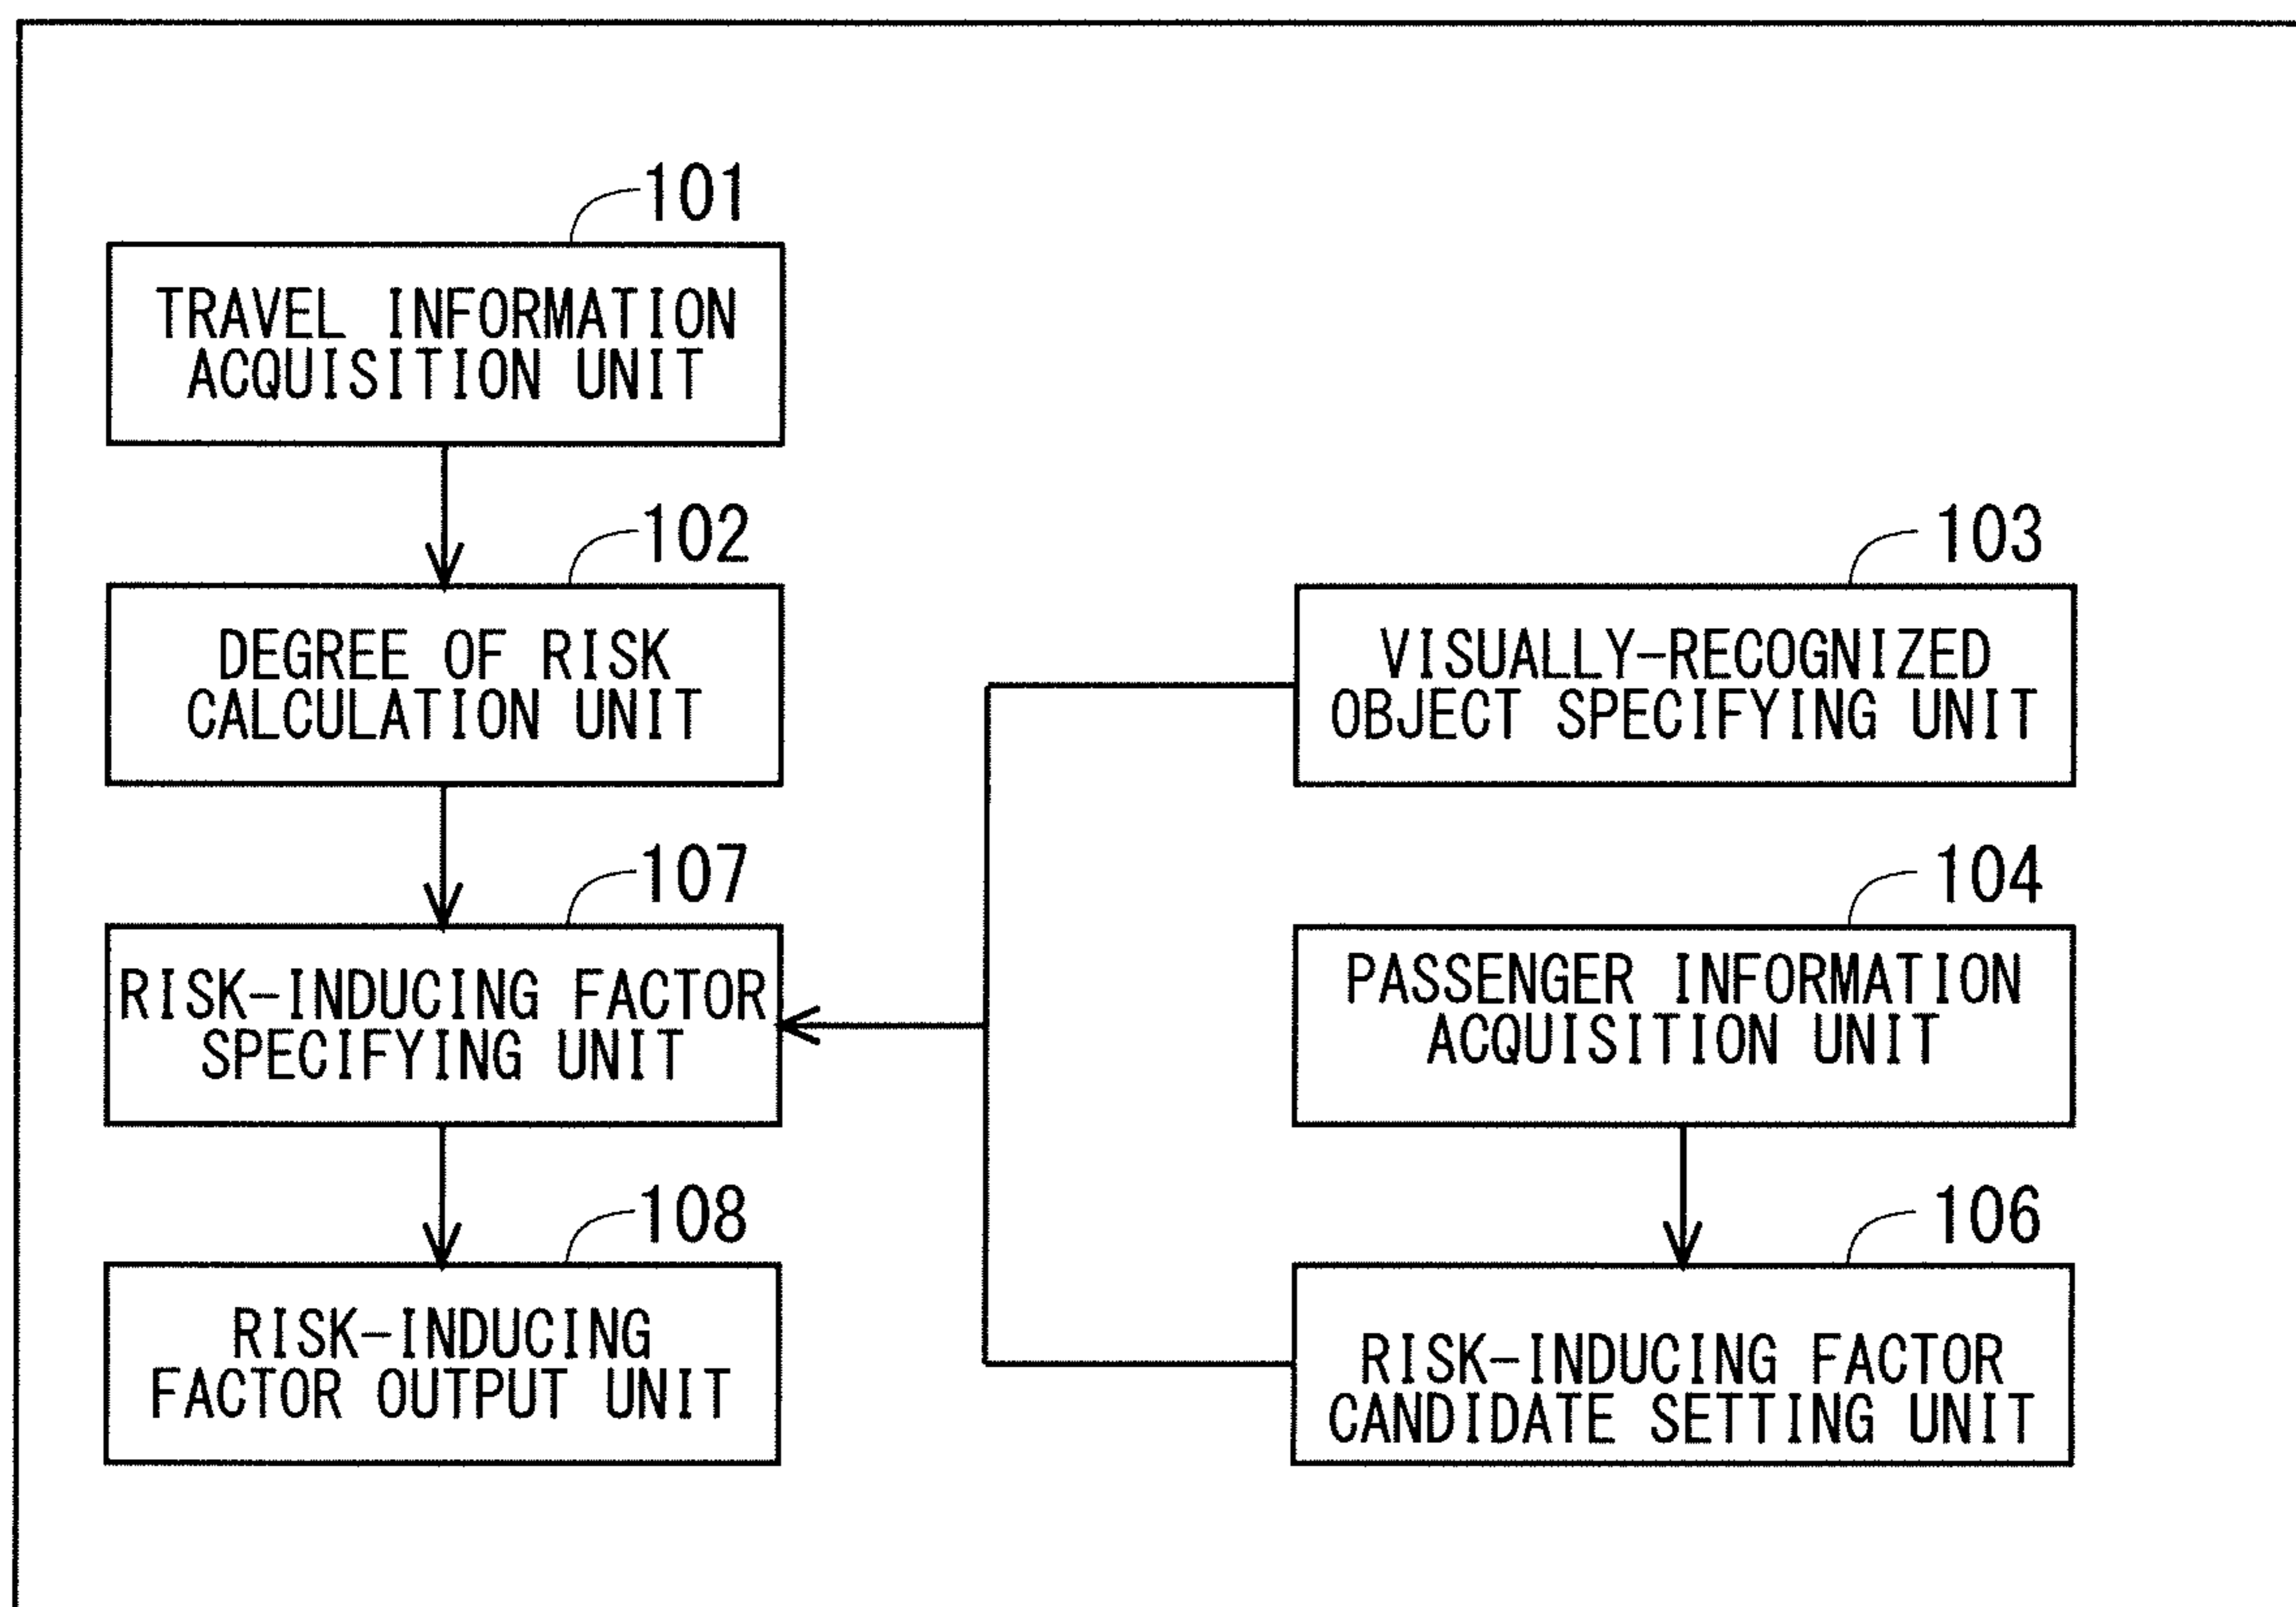 101
TRAVEL INFORMATION
ACQUISITION UNIT
102
DEGREE OF RISK
CALCULATION UNIT
107
RISK-INDUCING FACTOR
SPECIFYING UNIT
108
RISK-INDUCING
FACTOR OUTPUT UNIT
103
VISUALLY-RECOGNIZED
OBJECT SPECIFYING UNIT
104
PASSENGER INFORMATION
ACQUISITION UNIT
106
RISK-INDUCING FACTOR
CANDIDATE SETTING UNIT